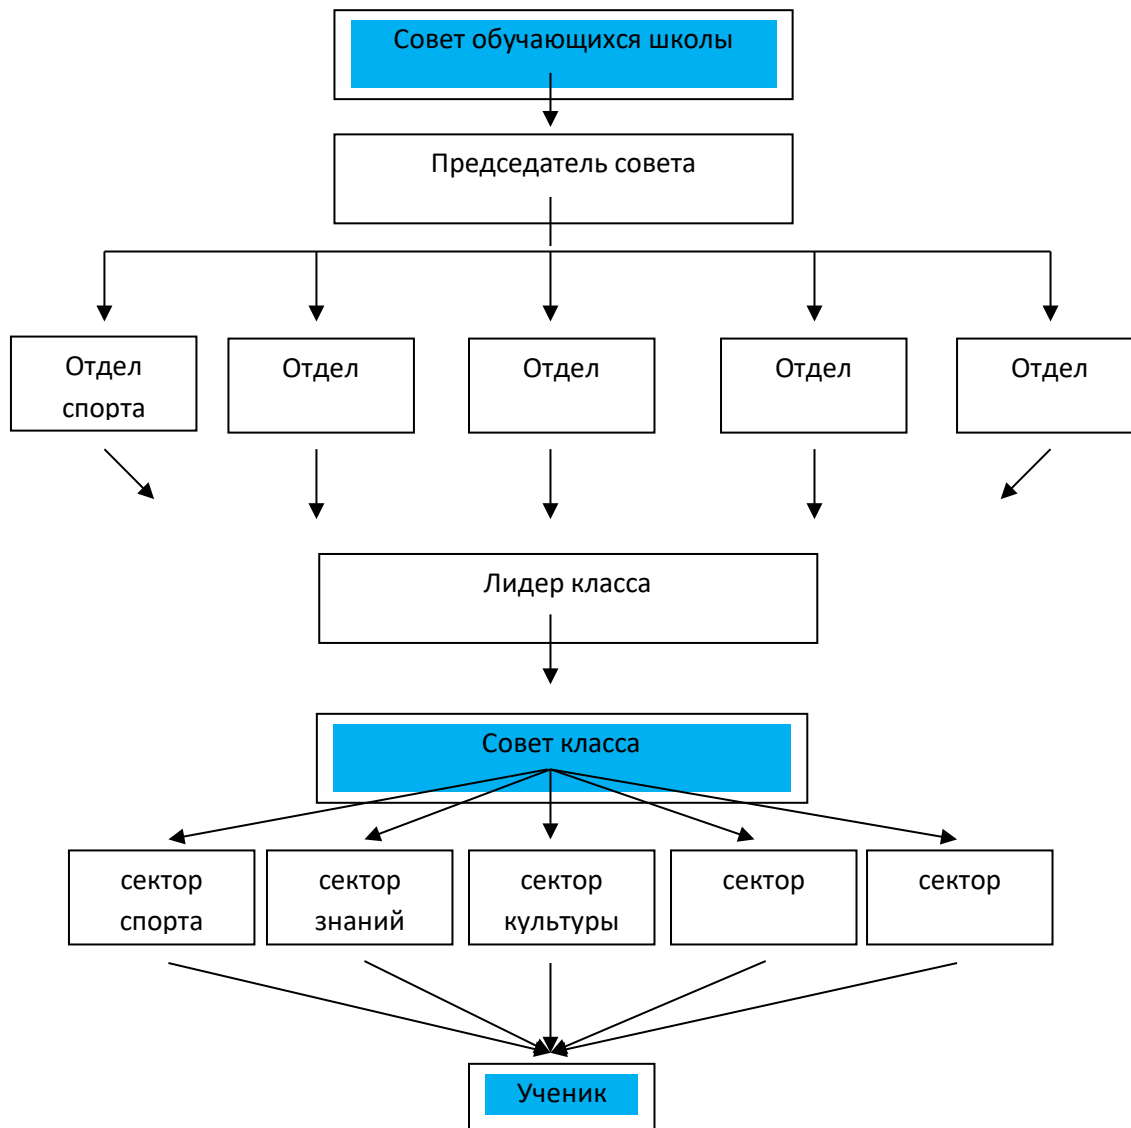 Совет обучающихся школы
Председатель совета
Отдел
спорта
Отдел
Отдел
Отдел
Отдел
Лидер класса
Совет класса
сектор
спорта
сектор
знаний
сектор
культуры
сектор
сектор
Ученик